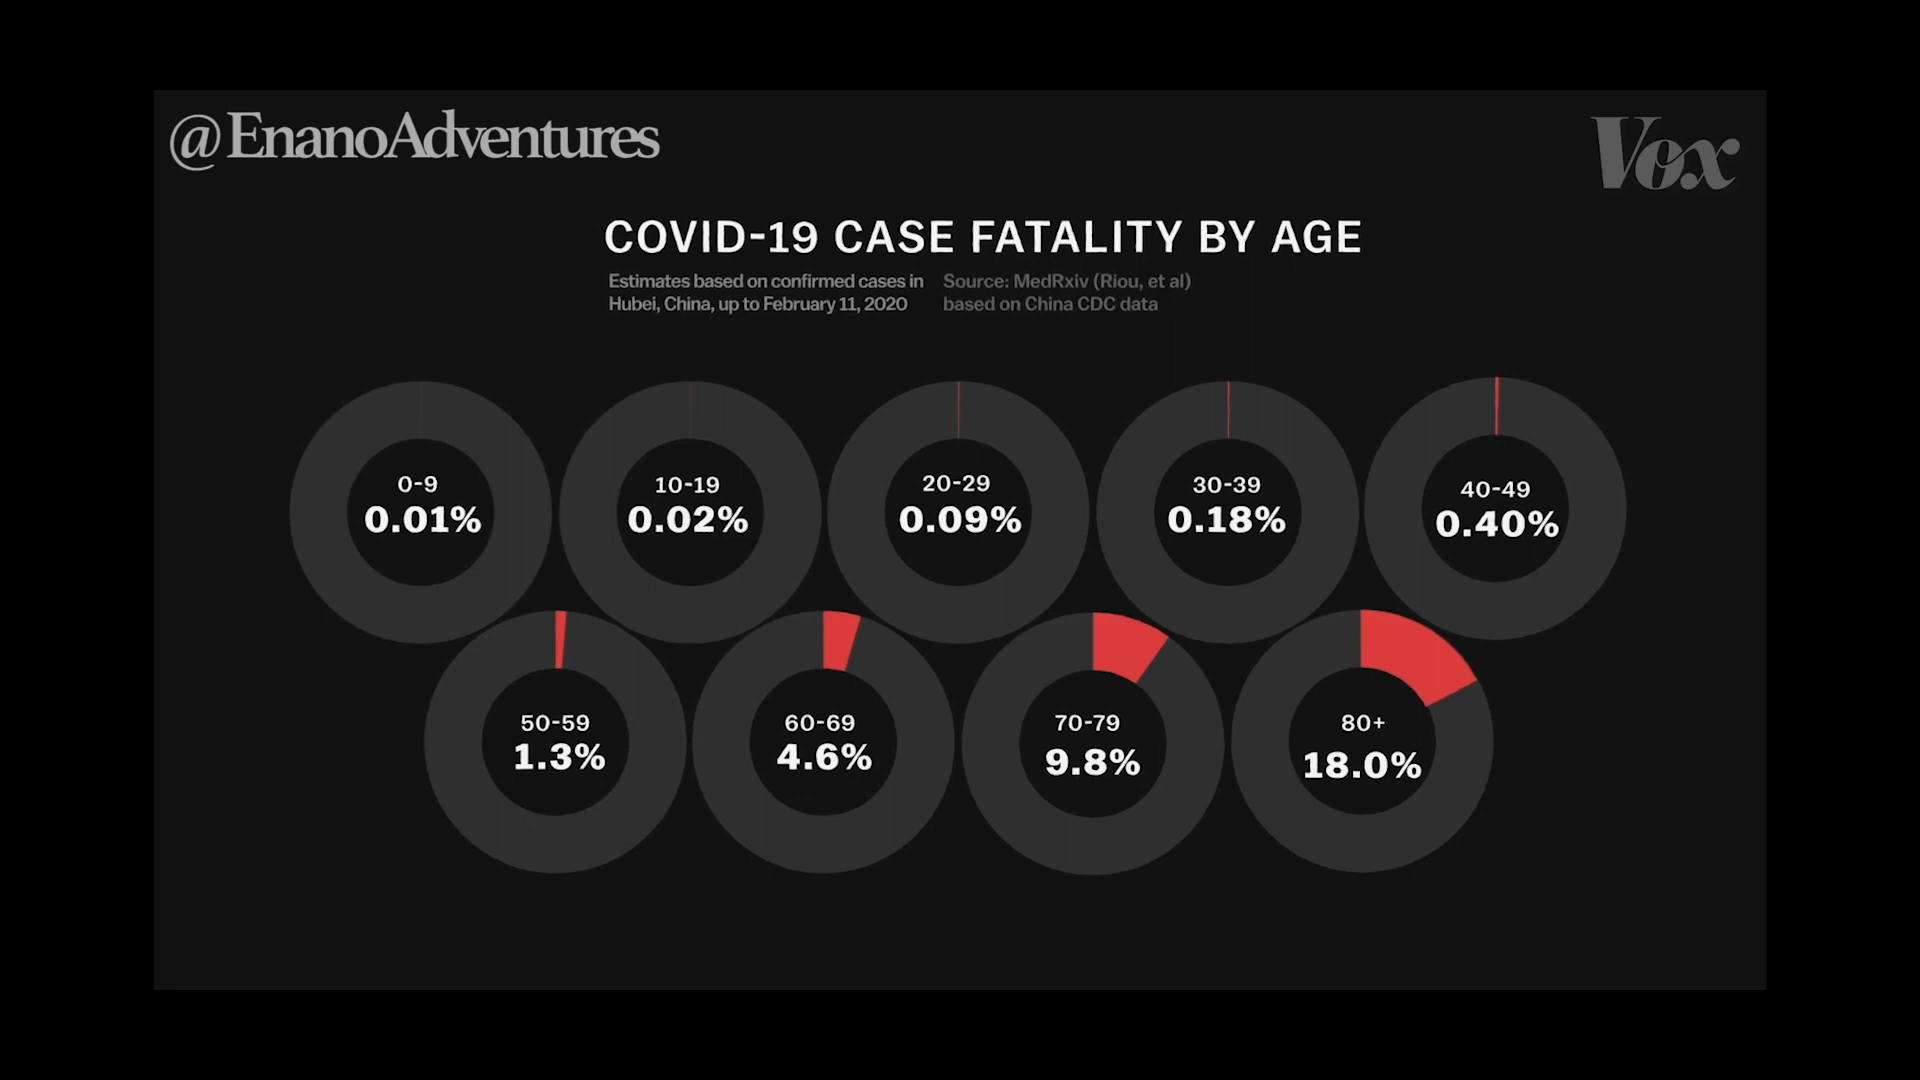 @EnanoAdventures
Vox
COVID-19 CASE FATALITY BY AGE
Estimates based on confirmed cases in
Hubei, China, up to February 11, 2020
Source: MedRxiv (Riou, et al)
based on China CDC data
0-9
0.01%
10-19
0.02%
20-29
0.09%
30-39
0.18%
40-49
0.40%
50-59
1.3%
60-69
4.6%
70-79
9.8%
80+
18.0%